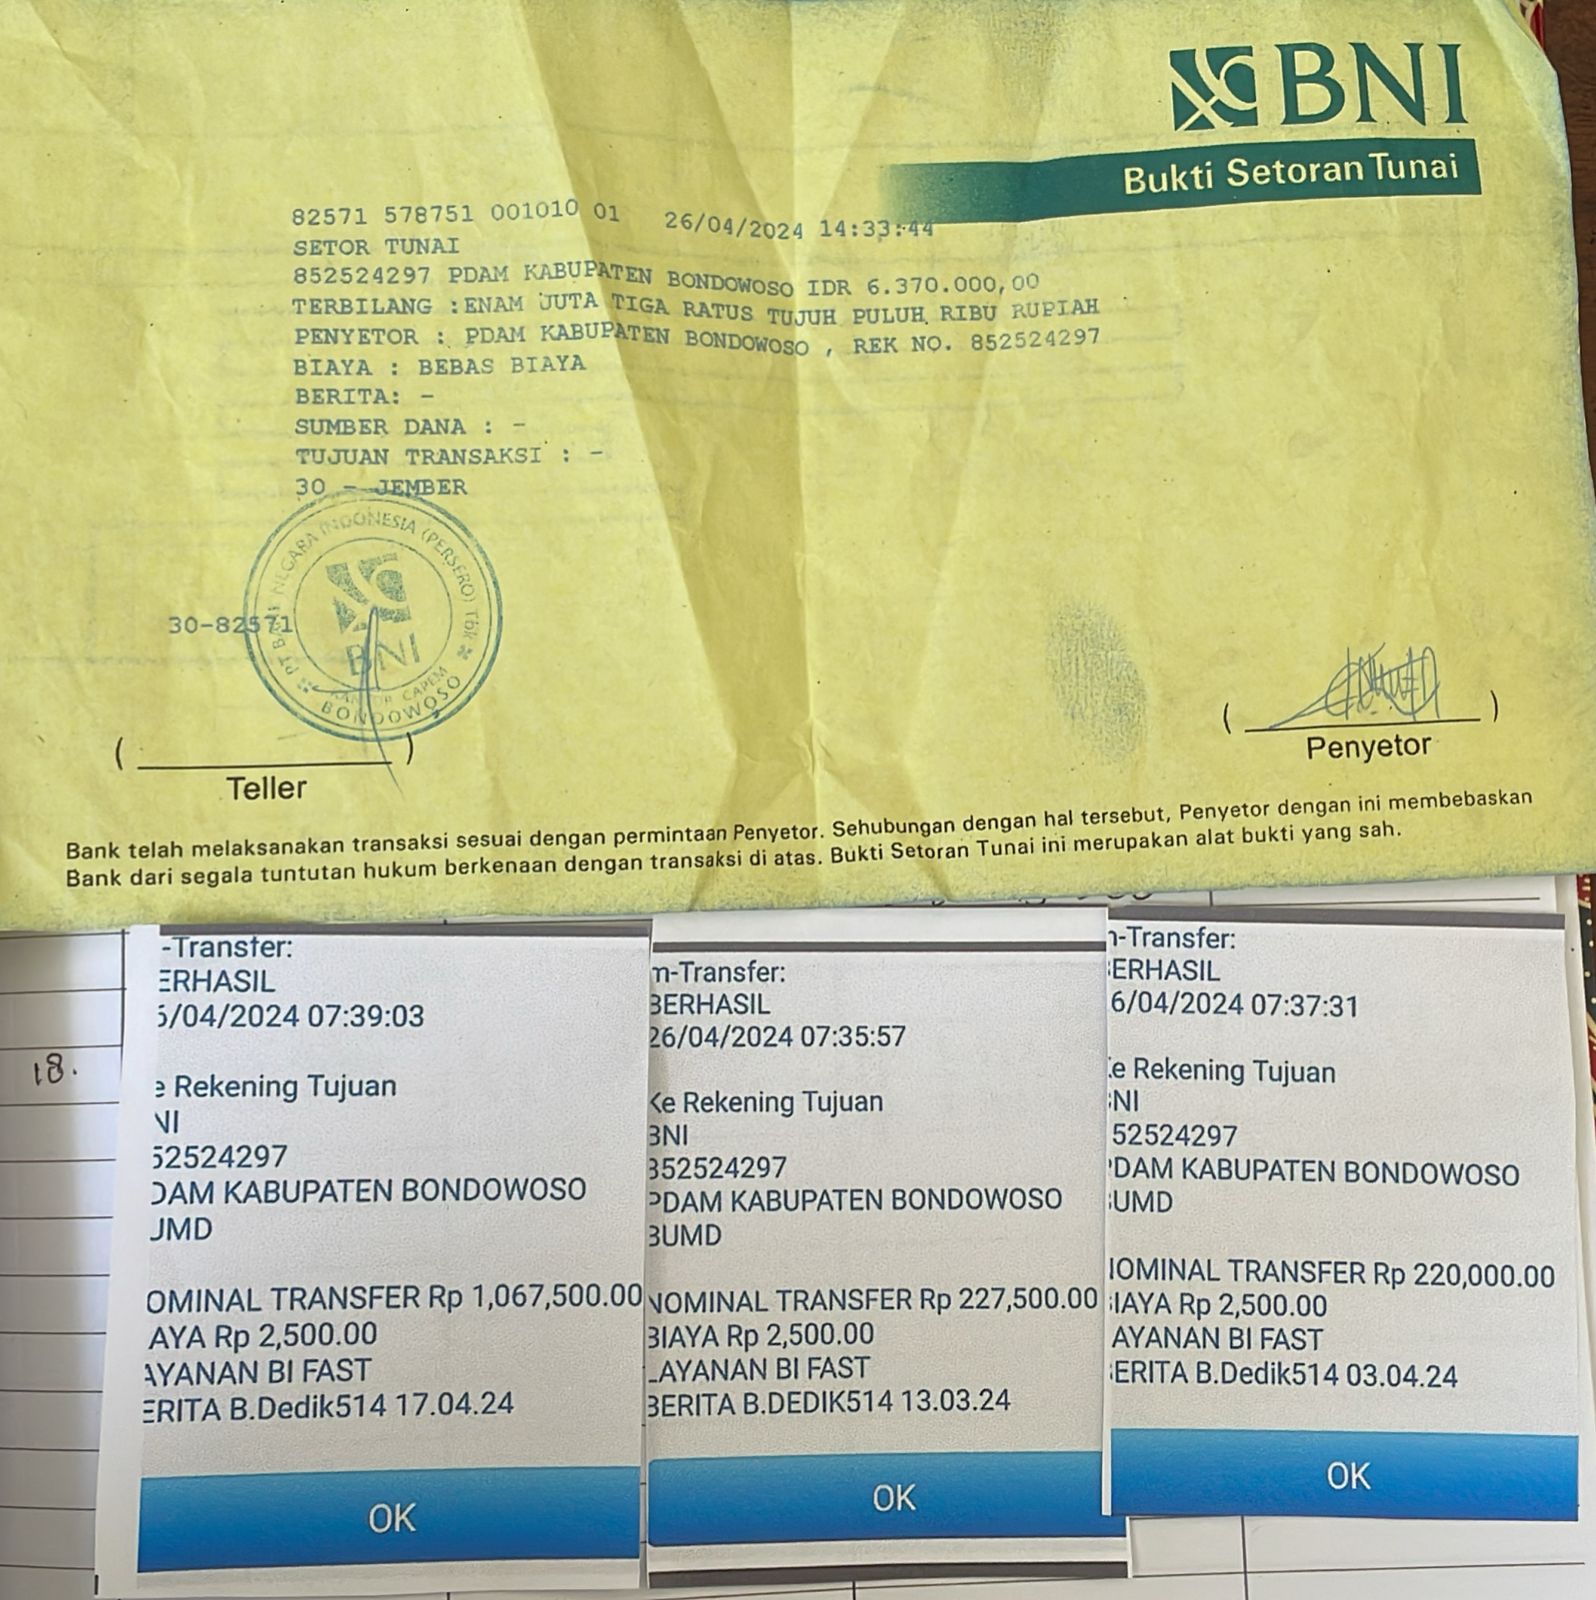 BNI
Bukti Setoran Tunai
82571 578751 001010 01 26/04/2024 14:33:44
SETOR TUNAI
852524297 PDAM KABUPATEN BONDOWOSO IDR 6.370.000,00
TERBILANG :ENAM JUTA TIGA RATUS TUJUH PULUH RIBU RUPIAH
PENYETOR : PDAM KABUPATEN BONDOWOSO , REK NO. 852524297
BIAYA : BEBAS BIAYA
BERITA: -
SUMBER DANA : -
TUJUAN TRANSAKSI : -
30 - JEMBER
NEGARA INDONESIA (PERSERO) Tbk
BNI
CAPEM
BONDOWOSO
30-82571
( ) Teller
( ) Penyetor
Bank telah melaksanakan transaksi sesuai dengan permintaan Penyetor. Sehubungan dengan hal tersebut, Penyetor dengan ini membebaskan
Bank dari segala tuntutan hukum berkenaan dengan transaksi di atas. Bukti Setoran Tunai ini merupakan alat bukti yang sah.
18.
-Transfer:
ERHASIL
6/04/2024 07:39:03
e Rekening Tujuan
NI
52524297
DAM KABUPATEN BONDOWOSO
UMD
OMINAL TRANSFER Rp 1,067,500.00
AYA Rp 2,500.00
AYANAN BI FAST
ERITA B.Dedik514 17.04.24
OK
m-Transfer:
BERHASIL
26/04/2024 07:35:57
Ke Rekening Tujuan
BNI
852524297
PDAM KABUPATEN BONDOWOSO
BUMD
NOMINAL TRANSFER Rp 227,500.00
BIAYA Rp 2,500.00
LAYANAN BI FAST
BERITA B.DEDIK514 13.03.24
OK
n-Transfer:
ERHASIL
6/04/2024 07:37:31
e Rekening Tujuan
NI
52524297
PDAM KABUPATEN BONDOWOSO
UMD
NOMINAL TRANSFER Rp 220,000.00
IAYA Rp 2,500.00
AYANAN BI FAST
ERITA B.Dedik514 03.04.24
OK